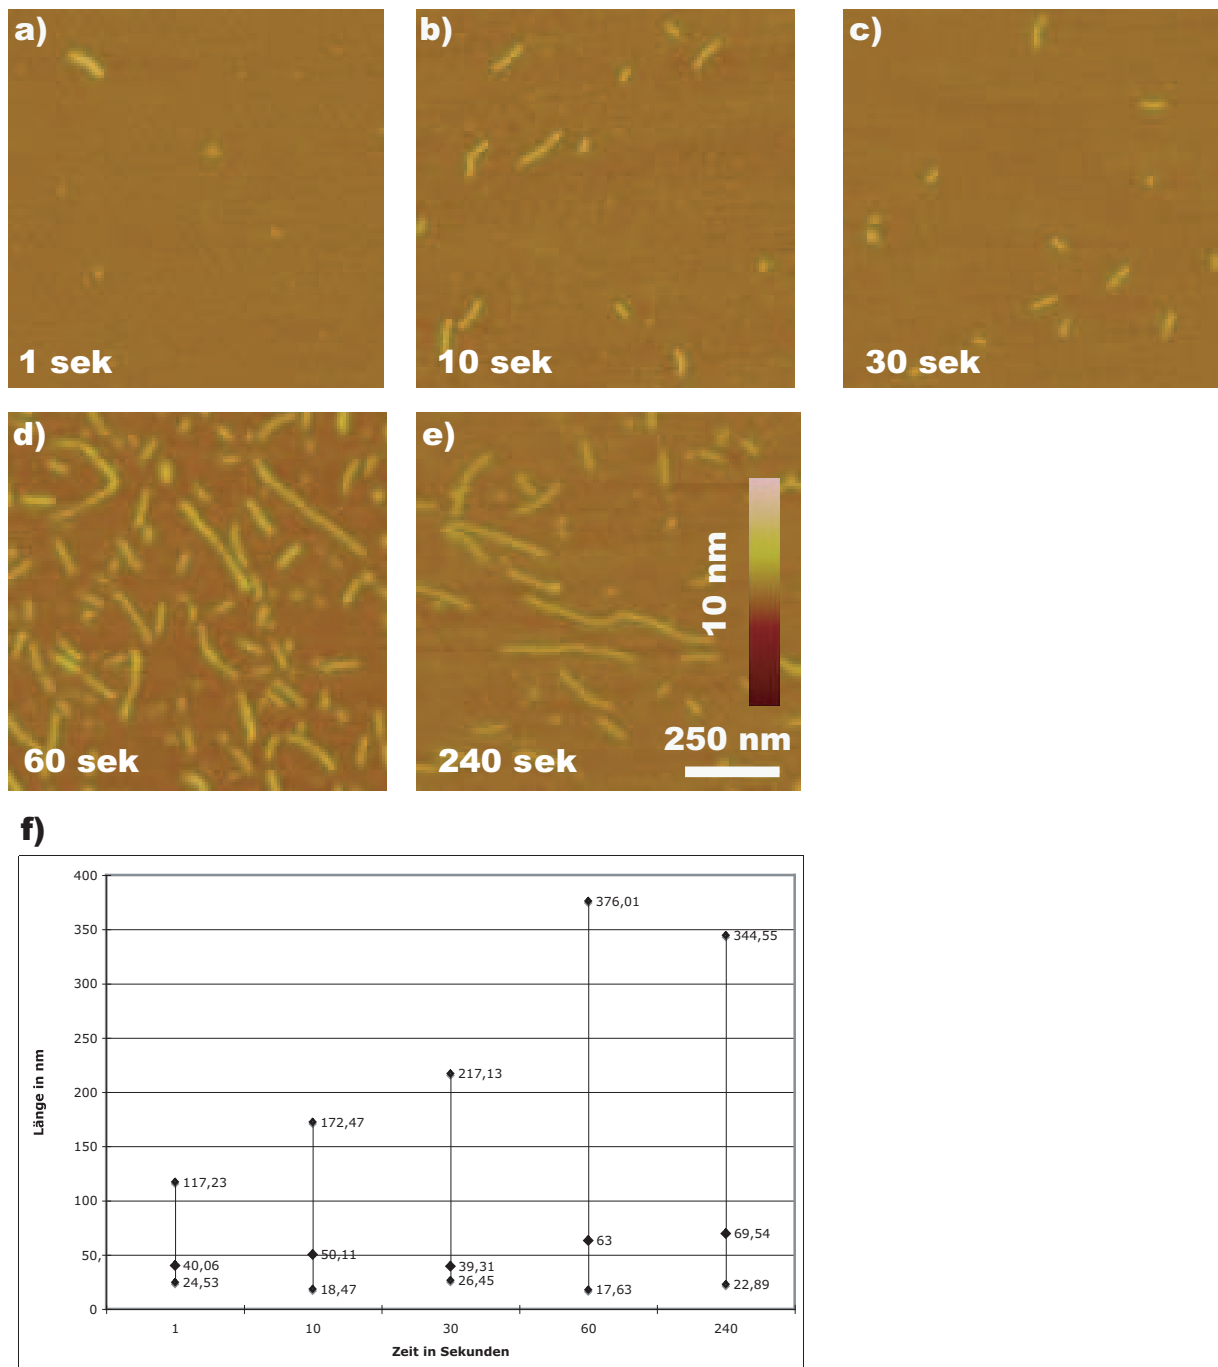 a)
b)
c)
1 sek
10 sek
30 sek
d)
e)
10 nm
250 nm
60 sek
240 sek
f)
400
350
300
250
200
150
100
50,
0
Länge in nm
376,01
344,55
217,13
172,47
117,23
40,06
24,53
50,11
18,47
39,31
26,45
63
17,63
69,54
22,89
1
10
30
60
240
Zeit in Sekunden